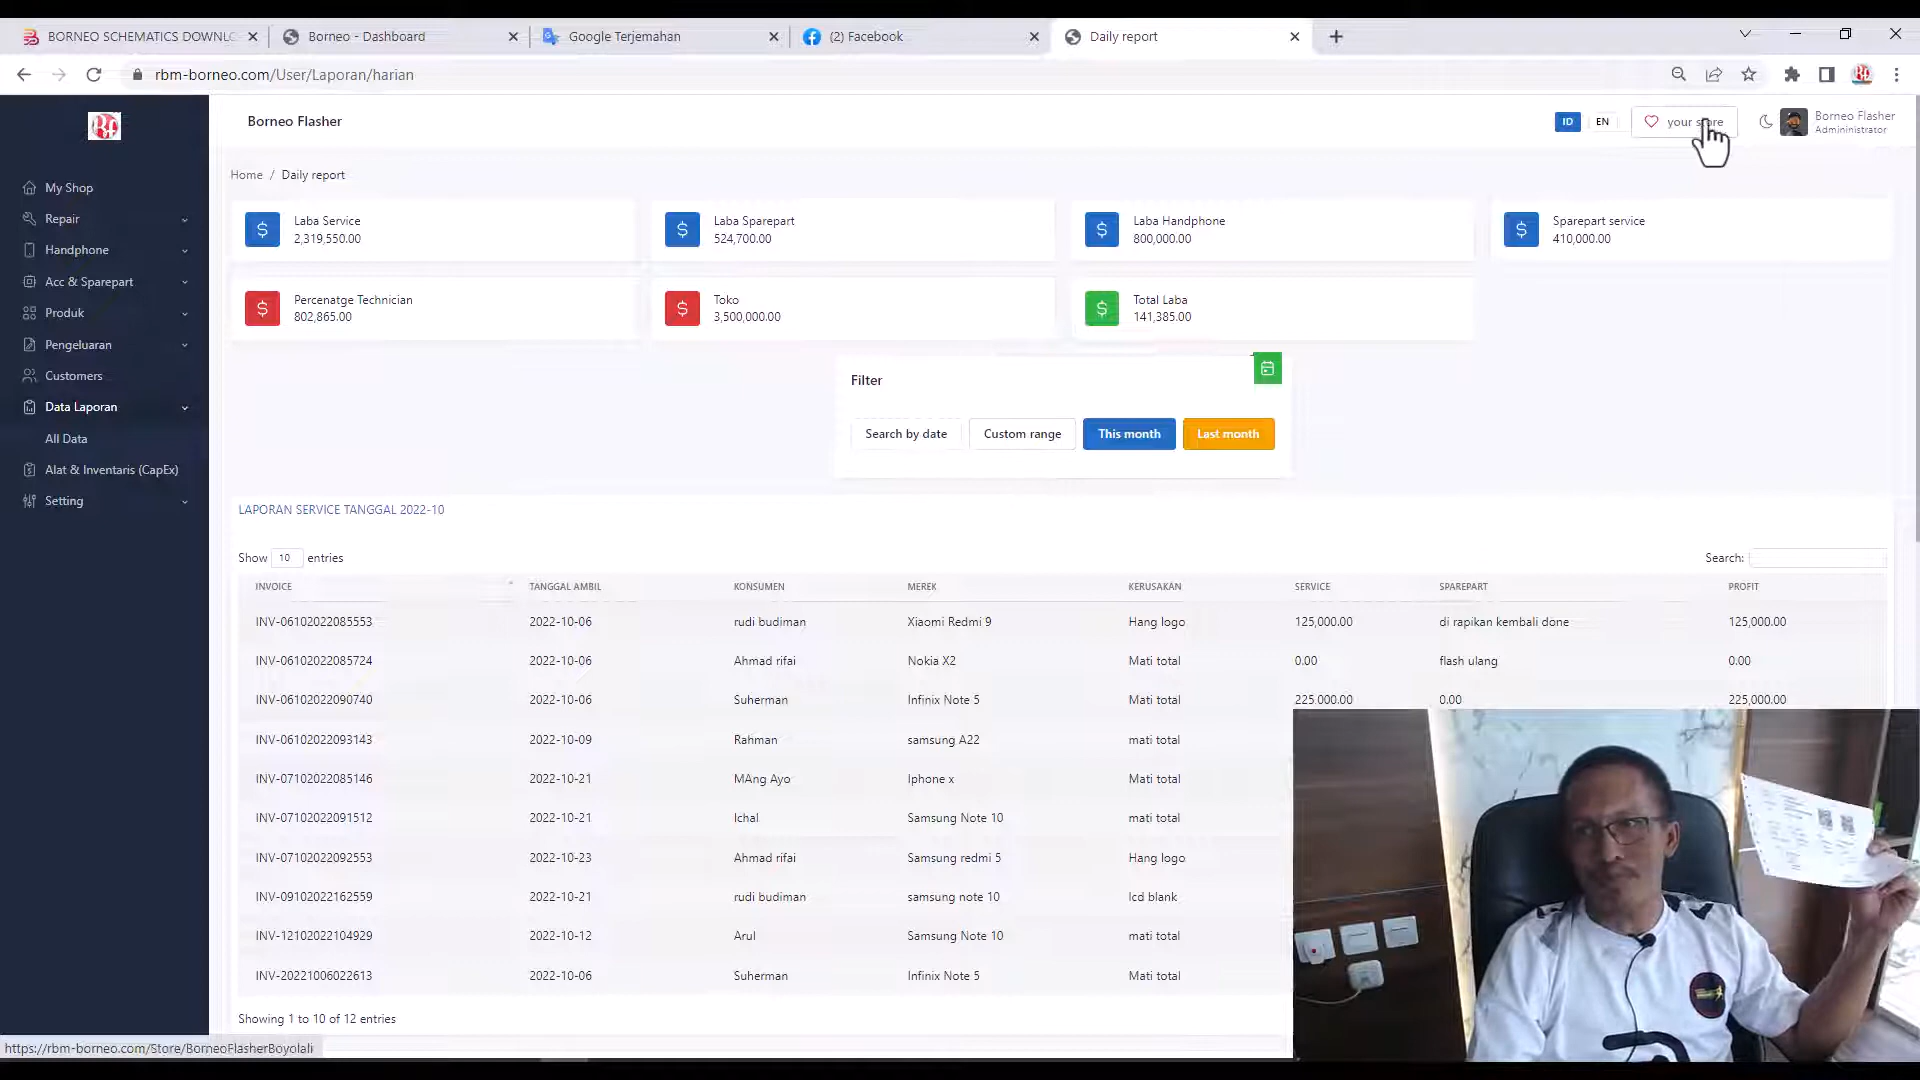 BORNEO SCHEMATICS DOWNLO
Borneo - Dashboard
Google Terjemahan
(2) Facebook
Daily report
rbm-borneo.com/User/Laporan/harian
Borneo Flasher
ID EN
your store
Borneo Flasher
Admininistrator
My Shop
Repair
Handphone
Acc & Sparepart
Produk
Pengeluaran
Customers
Data Laporan
All Data
Alat & Inventaris (CapEx)
Setting
Home / Daily report
Laba Service
2,319,550.00
Laba Sparepart
524,700.00
Laba Handphone
800,000.00
Sparepart service
410,000.00
Percenatge Technician
802,865.00
Toko
3,500,000.00
Total Laba
141,385.00
Filter
Search by date Custom range This month Last month
LAPORAN SERVICE TANGGAL 2022-10
Show 10 entries Search:
INVOICE TANGGAL AMBIL KONSUMEN MEREK KERUSAKAN SERVICE SPAREPART PROFIT
INV-06102022085553 2022-10-06 rudi budiman Xiaomi Redmi 9 Hang logo 125,000.00 di rapikan kembali done 125,000.00
INV-06102022085724 2022-10-06 Ahmad rifai Nokia X2 Mati total 0.00 flash ulang 0.00
INV-06102022090740 2022-10-06 Suherman Infinix Note 5 Mati total 225,000.00 0.00 225,000.00
INV-06102022093143 2022-10-09 Rahman samsung A22 mati total
INV-07102022085146 2022-10-21 MAng Ayo Iphone x Mati total
INV-07102022091512 2022-10-21 Ichal Samsung Note 10 mati total
INV-07102022092553 2022-10-23 Ahmad rifai Samsung redmi 5 Hang logo
INV-09102022162559 2022-10-21 rudi budiman samsung note 10 lcd blank
INV-12102022104929 2022-10-12 Arul Samsung Note 10 mati total
INV-20221006022613 2022-10-06 Suherman Infinix Note 5 Mati total
Showing 1 to 10 of 12 entries
https://rbm-borneo.com/Store/BorneoFlasherBoyolali